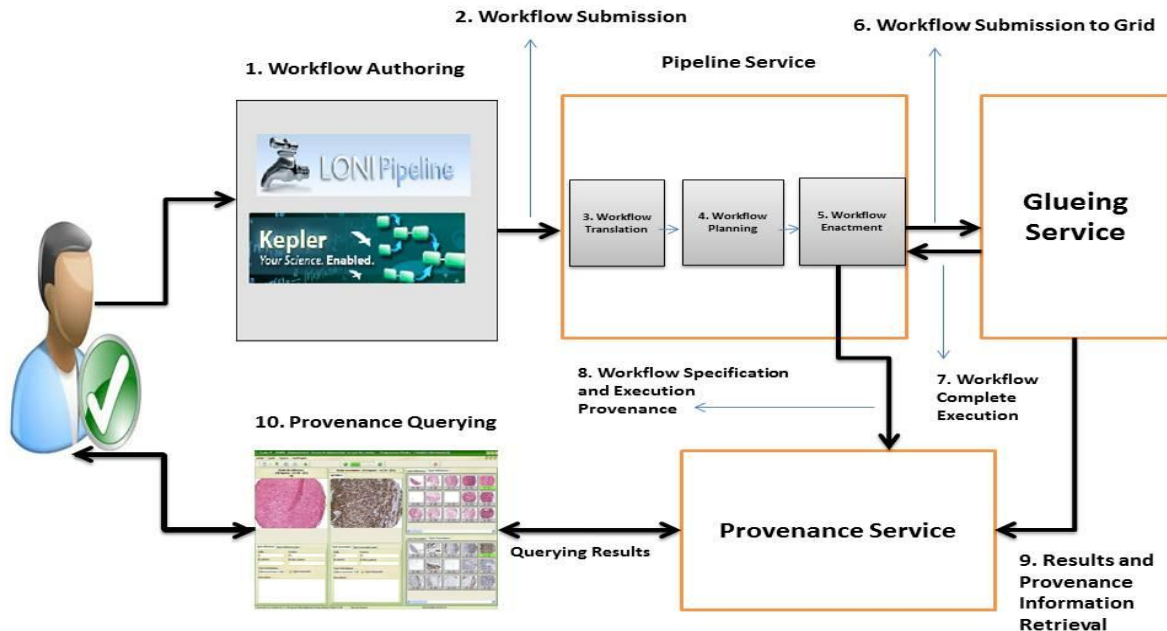 2. Workflow Submission
6. Workflow Submission to Grid
1. Workflow Authoring
Pipeline Service
LONI Pipeline
Kepler
Your Science. Enabled.
3. Workflow
Translation
4. Workflow
Planning
5. Workflow
Enactment
Glueing
Service
8. Workflow Specification
and Execution
Provenance
7. Workflow
Complete
Execution
10. Provenance Querying
Querying Results
Provenance Service
9. Results and
Provenance
Information
Retrieval